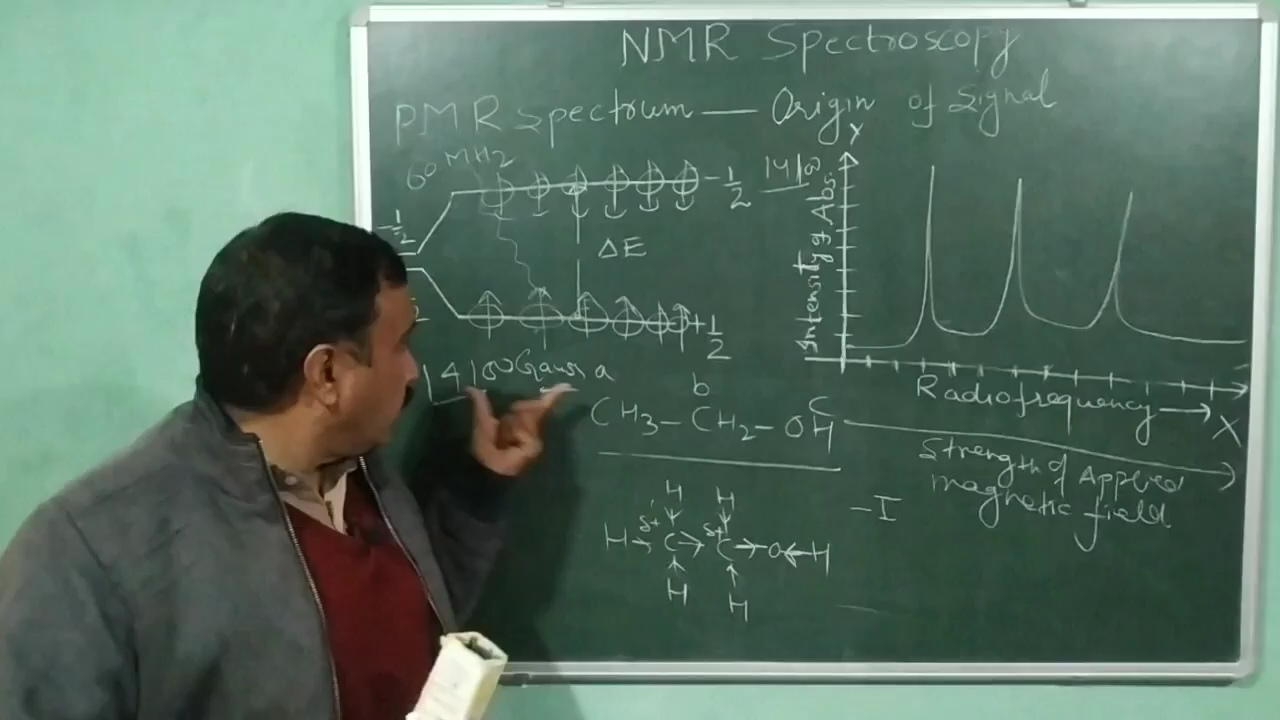 NMR Spectroscopy
PMR Spectrum — Origin of Signal
60 MHz
-1/2
-1/2
ΔE
+1/2
14100 Gauss
a
b
c
CH3-CH2-OH
H H
δ+ δ+
H C C O H
H H
-I
Y
Intensity of Abs.
Radiofrequency
X
Strength of Applied
magnetic field